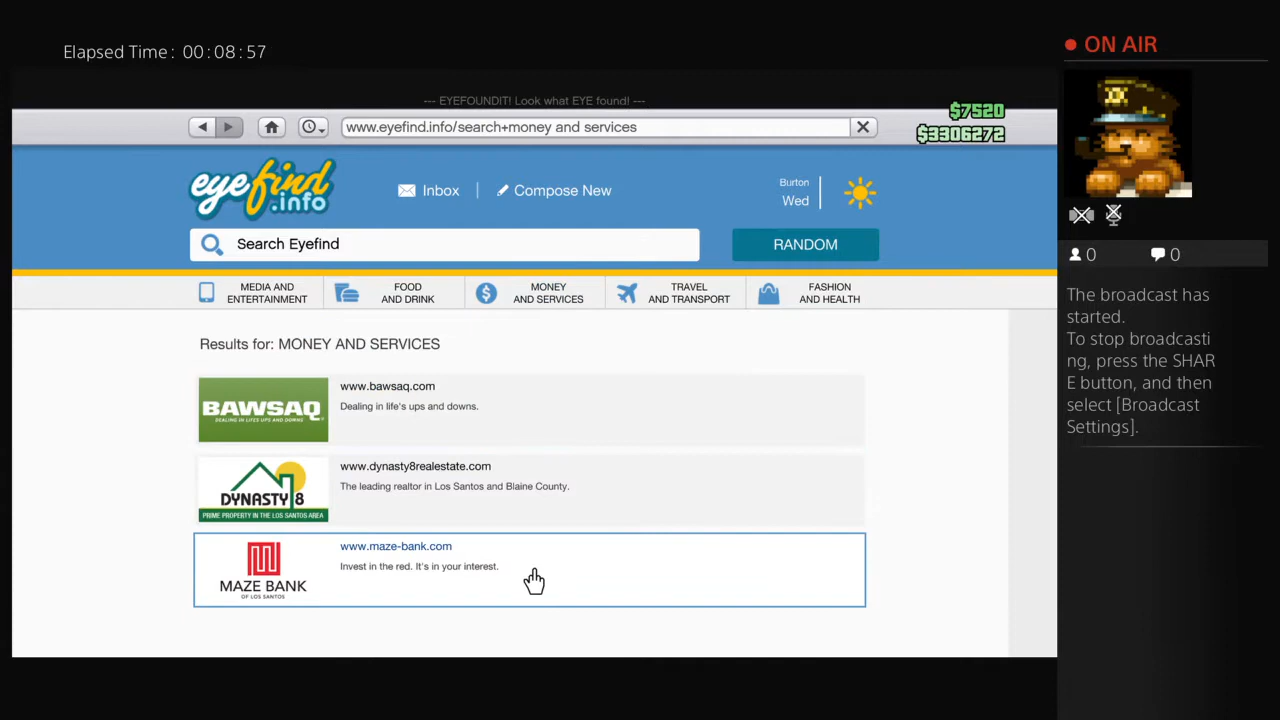 Elapsed Time: 00:08:57
ON AIR
--- EYEFOUNDIT! Look what EYE found! ---
www.eyefind.info/search+money and services
$7520
$3306272
eyefind.info
Inbox
Compose New
Burton
Wed
Search Eyefind
RANDOM
MEDIA AND ENTERTAINMENT
FOOD AND DRINK
MONEY AND SERVICES
TRAVEL AND TRANSPORT
FASHION AND HEALTH
Results for: MONEY AND SERVICES
BAWSAQ
DEALING IN LIFE'S UPS AND DOWNS
www.bawsaq.com
Dealing in life's ups and downs.
DYNASTY 8
PRIME PROPERTY IN THE LOS SANTOS AREA
www.dynasty8realestate.com
The leading realtor in Los Santos and Blaine County.
MAZE BANK
OF LOS SANTOS
www.maze-bank.com
Invest in the red. It's in your interest.
0
0
The broadcast has
started.
To stop broadcasti
ng, press the SHAR
E button, and then
select [Broadcast
Settings].